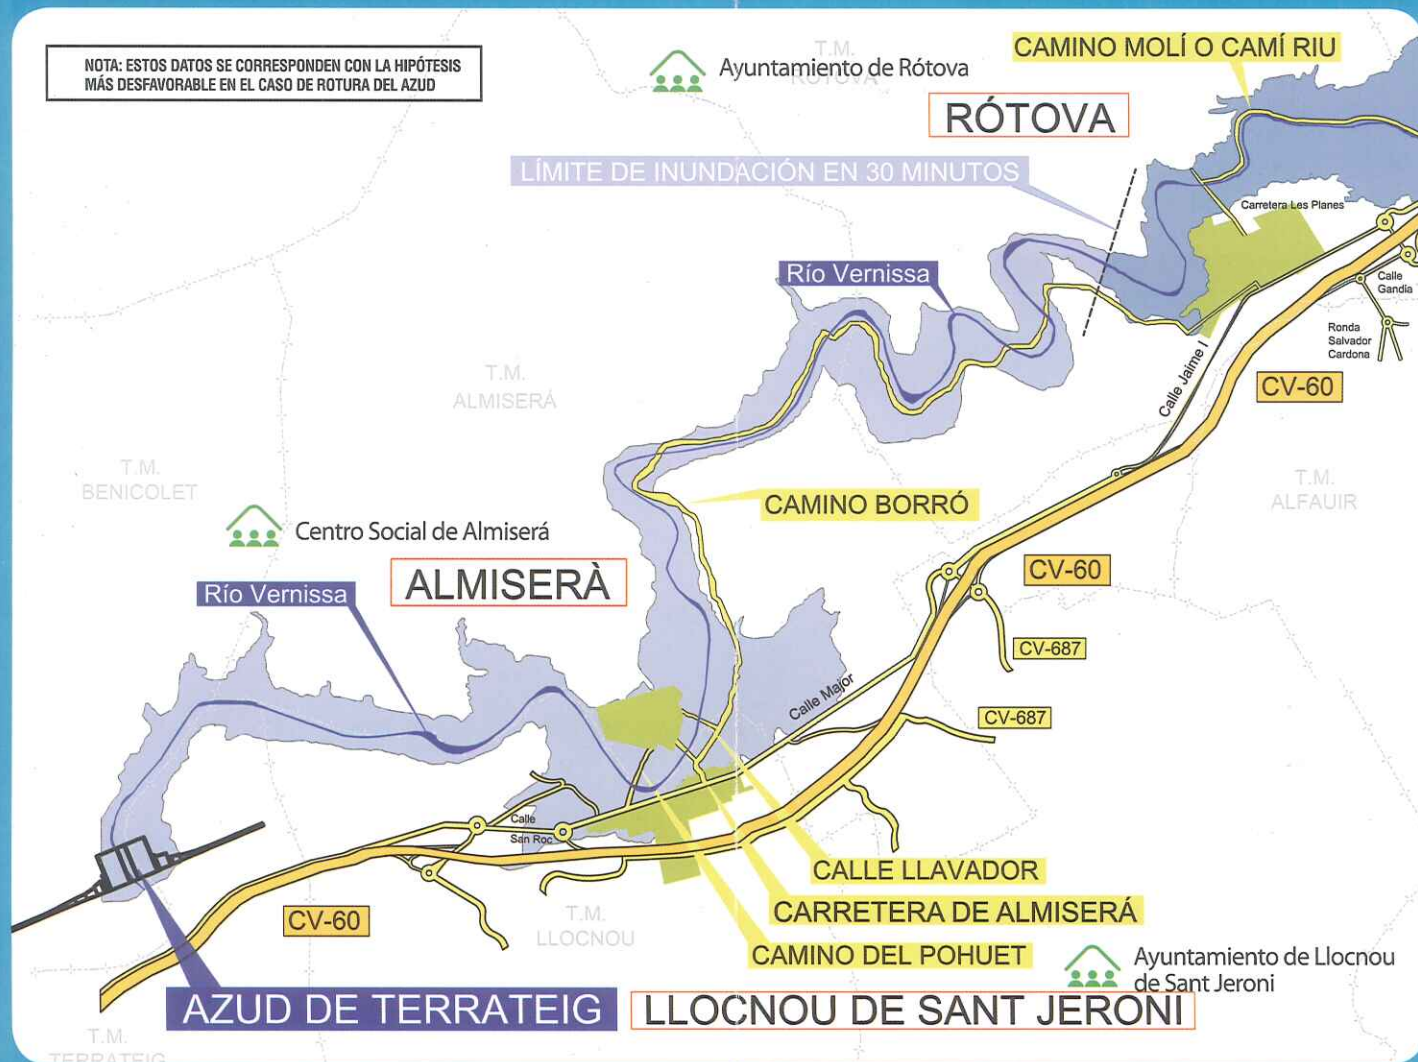 NOTA: ESTOS DATOS SE CORRESPONDEN CON LA HIPÓTESIS
MÁS DESFAVORABLE EN EL CASO DE ROTURA DEL AZUD
Ayuntamiento de Rótova
T.M.
RÓTOVA
CAMINO MOLÍ O CAMÍ RIU
RÓTOVA
LÍMITE DE INUNDACIÓN EN 30 MINUTOS
Carretera Les Planes
Río Vernissa
Calle
Gandia
Ronda
Salvador
Cardona
Calle Jaime I
CV-60
T.M.
ALMISERÁ
T.M.
BENICOLET
T.M.
ALFAUIR
CAMINO BORRÓ
Centro Social de Almiserá
ALMISERÀ
Río Vernissa
CV-60
CV-687
Calle Major
CV-687
Calle
San Roc
CALLE LLAVADOR
CARRETERA DE ALMISERÁ
CV-60
T.M.
LLOCNOU
CAMINO DEL POHUET
Ayuntamiento de Llocnou
de Sant Jeroni
AZUD DE TERRATEIG
LLOCNOU DE SANT JERONI
T.M.
TERRATEIG